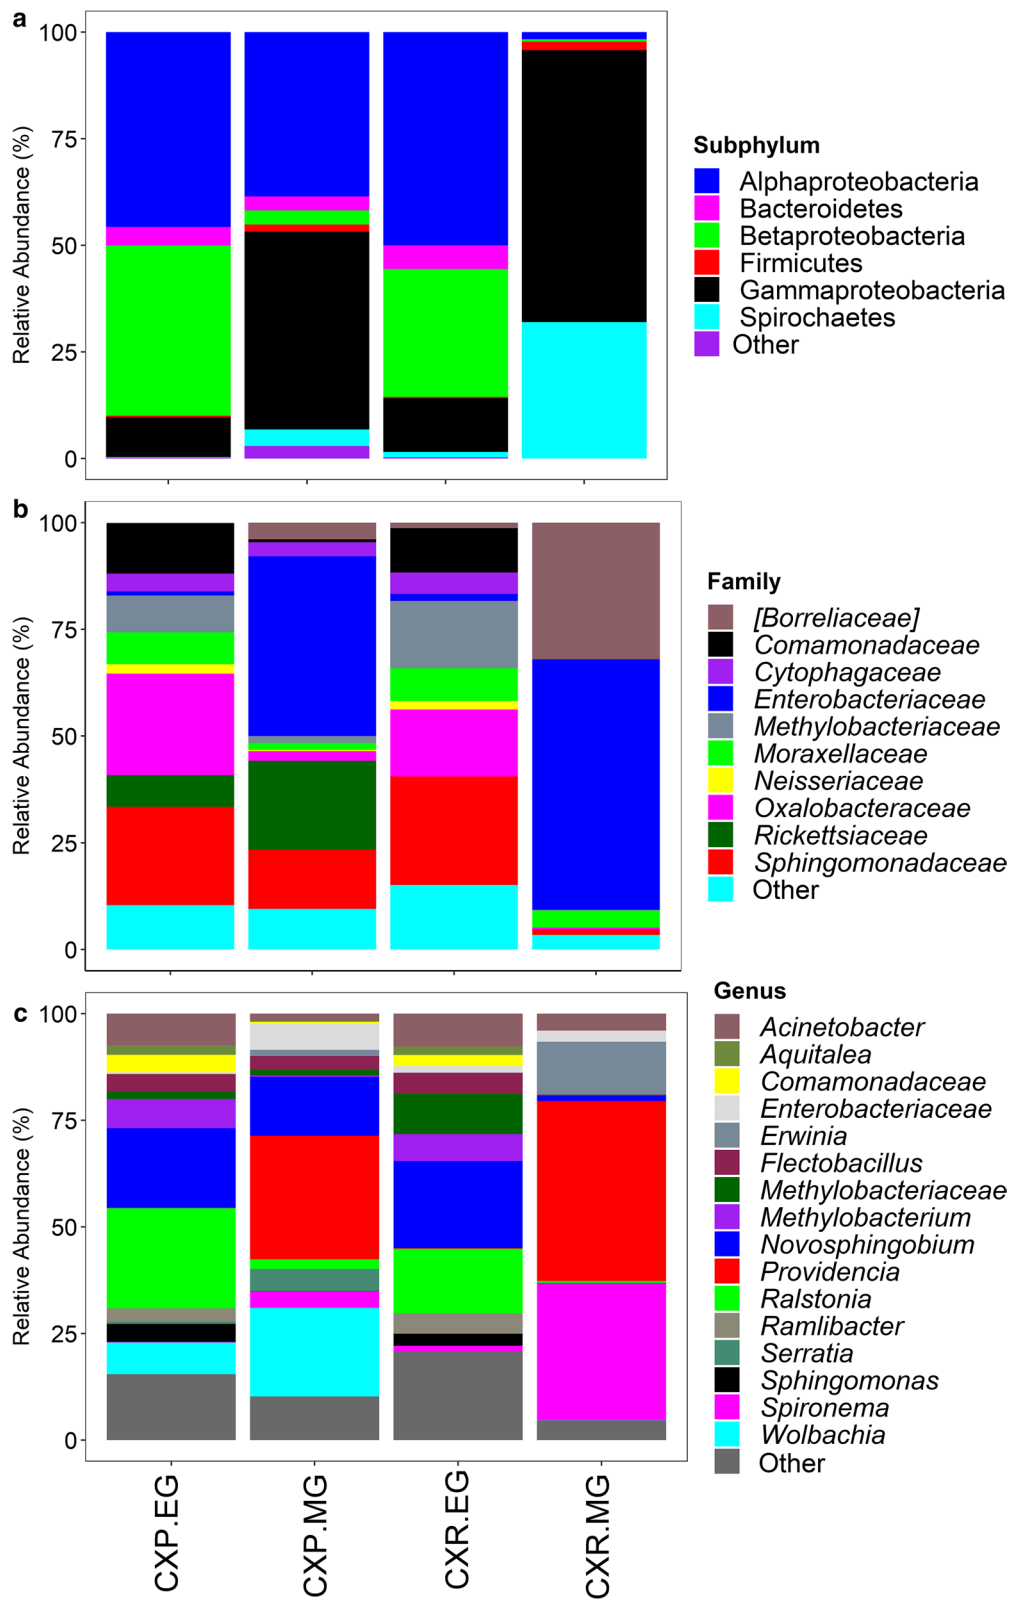 a
100
75
50
25
0
Relative Abundance (%)
Subphylum
Alphaproteobacteria
Bacteroidetes
Betaproteobacteria
Firmicutes
Gammaproteobacteria
Spirochaetes
Other
b
100
75
50
25
0
Relative Abundance (%)
Family
[Borreliaceae]
Comamonadaceae
Cytophagaceae
Enterobacteriaceae
Methylobacteriaceae
Moraxellaceae
Neisseriaceae
Oxalobacteraceae
Rickettsiaceae
Sphingomonadaceae
Other
c
100
75
50
25
0
Relative Abundance (%)
Genus
Acinetobacter
Aquitalea
Comamonadaceae
Enterobacteriaceae
Erwinia
Flectobacillus
Methylobacteriaceae
Methylobacterium
Novosphingobium
Providencia
Ralstonia
Ramlibacter
Serratia
Sphingomonas
Spironema
Wolbachia
Other
CXP.EG
CXP.MG
CXR.EG
CXR.MG